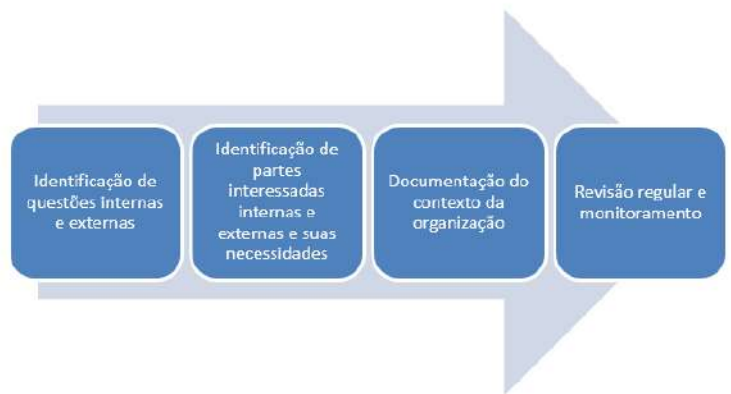 Identificação de
questões internas
e externas
Identificação de
partes
interessadas
internas e
externas e suas
necessidades
Documentação do
contexto da
organização
Revisão regular e
monitoramento